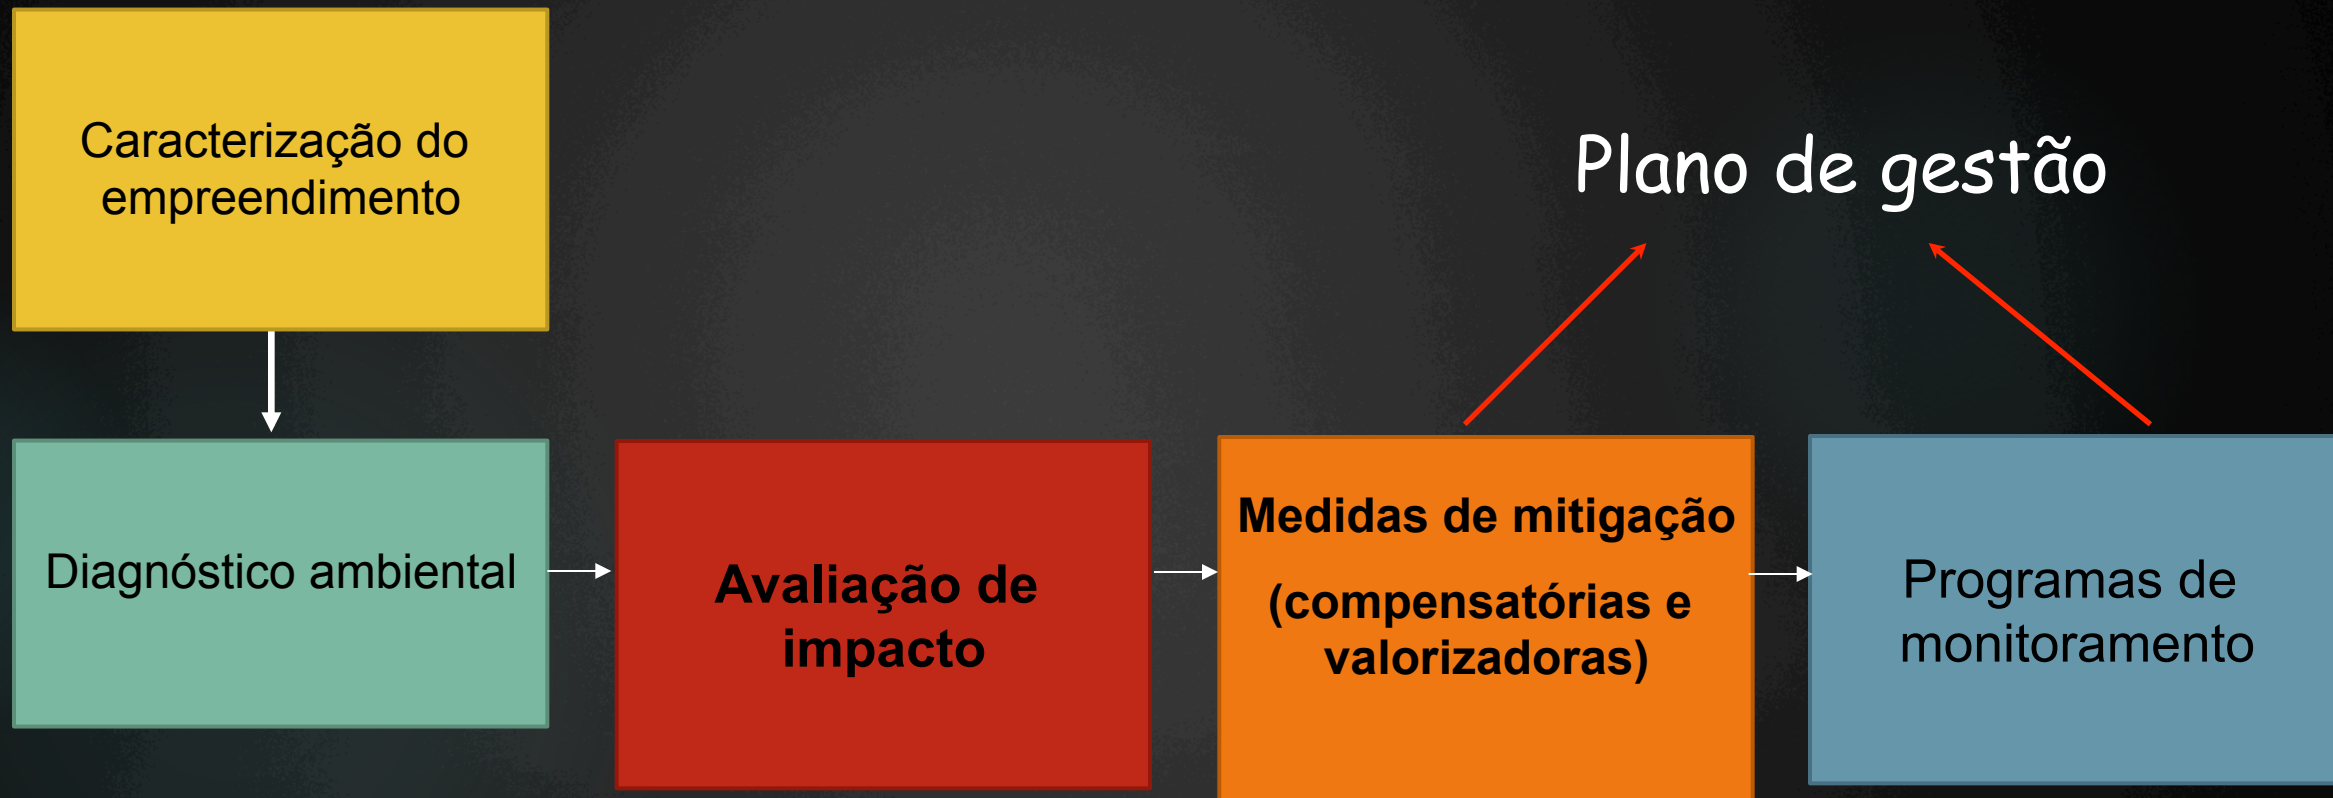 Caracterização do
empreendimento
Plano de gestão
Diagnóstico ambiental
Avaliação de
impacto
Medidas de mitigação
(compensatórias e
valorizadoras)
Programas de
monitoramento